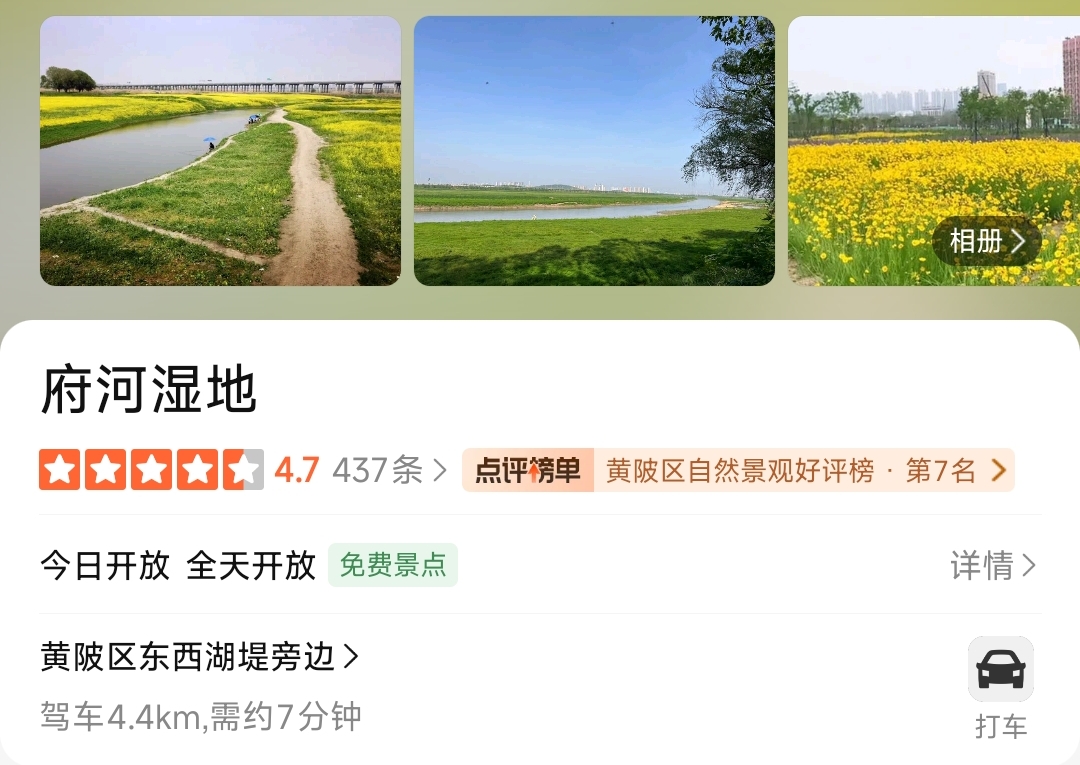 相册
府河湿地
4.7 437条 点评榜单 黄陂区自然景观好评榜 · 第7名
今日开放 全天开放 免费景点 详情
黄陂区东西湖堤旁边
驾车4.4km,需约7分钟
打车